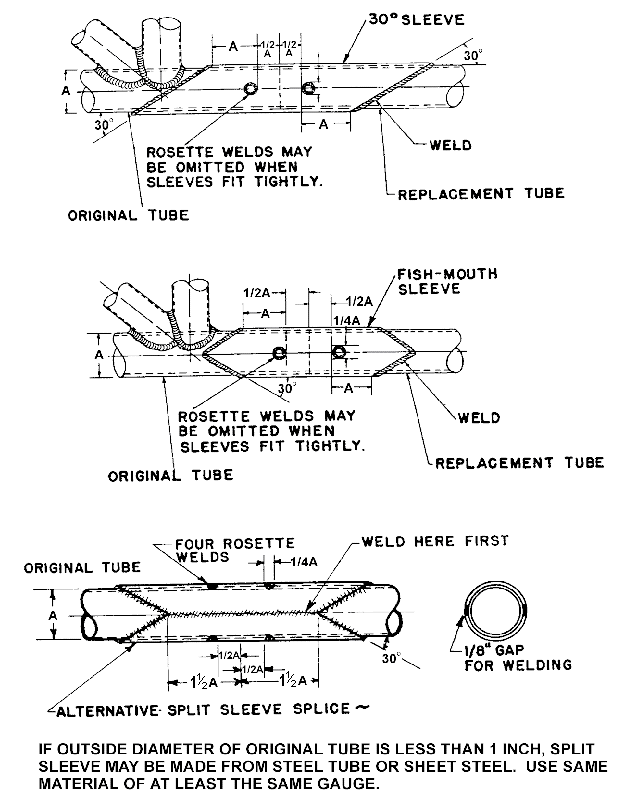 30° SLEEVE
A
1/2 A
1/2 A
30°
A
30°
A
WELD
ROSETTE WELDS MAY
BE OMITTED WHEN
SLEEVES FIT TIGHTLY.
REPLACEMENT TUBE
ORIGINAL TUBE
FISH-MOUTH
SLEEVE
1/2A
1/2A
A
1/4A
A
30°
A
ROSETTE WELDS MAY
BE OMITTED WHEN
SLEEVES FIT TIGHTLY.
WELD
REPLACEMENT TUBE
ORIGINAL TUBE
FOUR ROSETTE
WELDS
WELD HERE FIRST
1/4A
ORIGINAL TUBE
A
1/2A
1/2A
30°
1 1/2A
1 1/2A
1/8" GAP
FOR WELDING
ALTERNATIVE- SPLIT SLEEVE SPLICE ~
IF OUTSIDE DIAMETER OF ORIGINAL TUBE IS LESS THAN 1 INCH, SPLIT
SLEEVE MAY BE MADE FROM STEEL TUBE OR SHEET STEEL. USE SAME
MATERIAL OF AT LEAST THE SAME GAUGE.